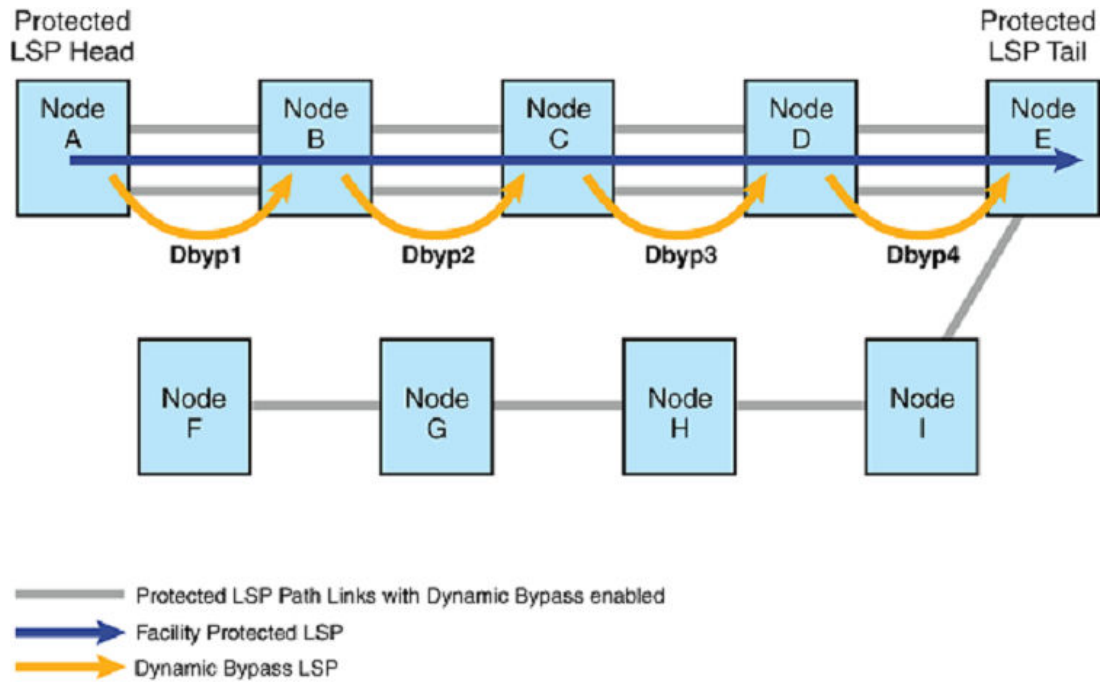 Protected
LSP Head
Protected
LSP Tail
Node
A
Node
B
Node
C
Node
D
Node
E
Dbyp1
Dbyp2
Dbyp3
Dbyp4
Node
F
Node
G
Node
H
Node
I
Protected LSP Path Links with Dynamic Bypass enabled
Facility Protected LSP
Dynamic Bypass LSP